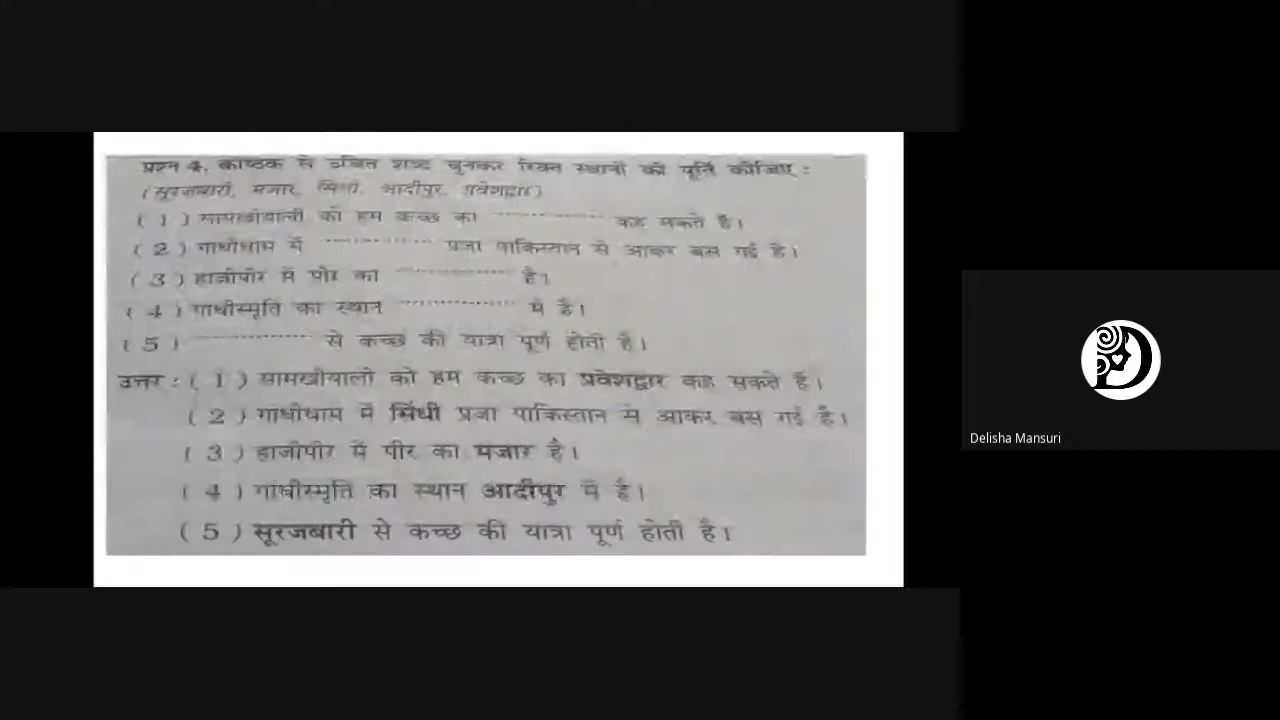 प्रश्न 4. कोष्ठक से उचित शब्द चुनकर रिक्त स्थानों की पूर्ति कीजिए :
(सूरजबारी, मजार, सिंधी, आदीपुर, प्रवेशद्वार)
( 1 ) सामखीयाली को हम कच्छ का ............... कह सकते हैं।
( 2 ) गांधीधाम में ............... प्रजा पाकिस्तान से आकर बस गई है।
( 3 ) हाजीपीर में पीर का ............... है।
( 4 ) गांधीस्मृति का स्थान ............... में है।
( 5 ) ............... से कच्छ की यात्रा पूर्ण होती है।
उत्तर : ( 1 ) सामखीयाली को हम कच्छ का प्रवेशद्वार कह सकते हैं।
( 2 ) गांधीधाम में सिंधी प्रजा पाकिस्तान से आकर बस गई है।
( 3 ) हाजीपीर में पीर का मजार है।
( 4 ) गांधीस्मृति का स्थान आदीपुर में है।
( 5 ) सूरजबारी से कच्छ की यात्रा पूर्ण होती है।
Delisha Mansuri